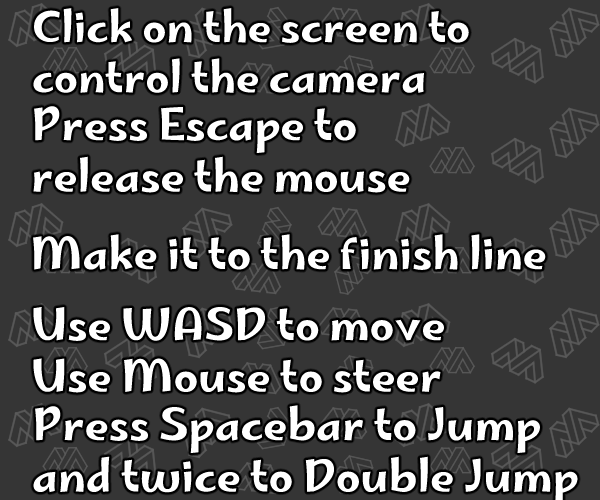 Click on the screen to
control the camera
Press Escape to
release the mouse
Make it to the finish line
Use WASD to move
Use Mouse to steer
Press Spacebar to Jump
and twice to Double Jump